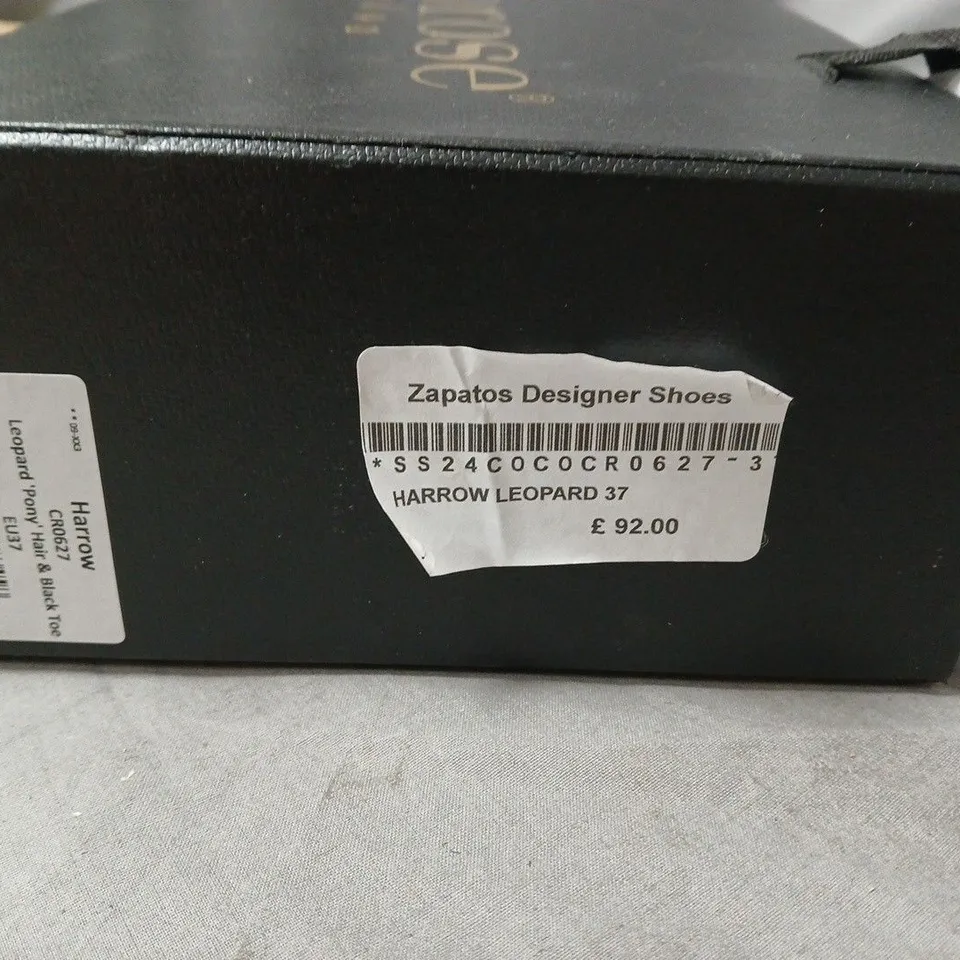 Zapatos Designer Shoes
*SS24COCOCR0627-3
HARROW LEOPARD 37
£ 92.00
Harrow
CR0627
Leopard 'Pony' Hair & Black Toe
EU37